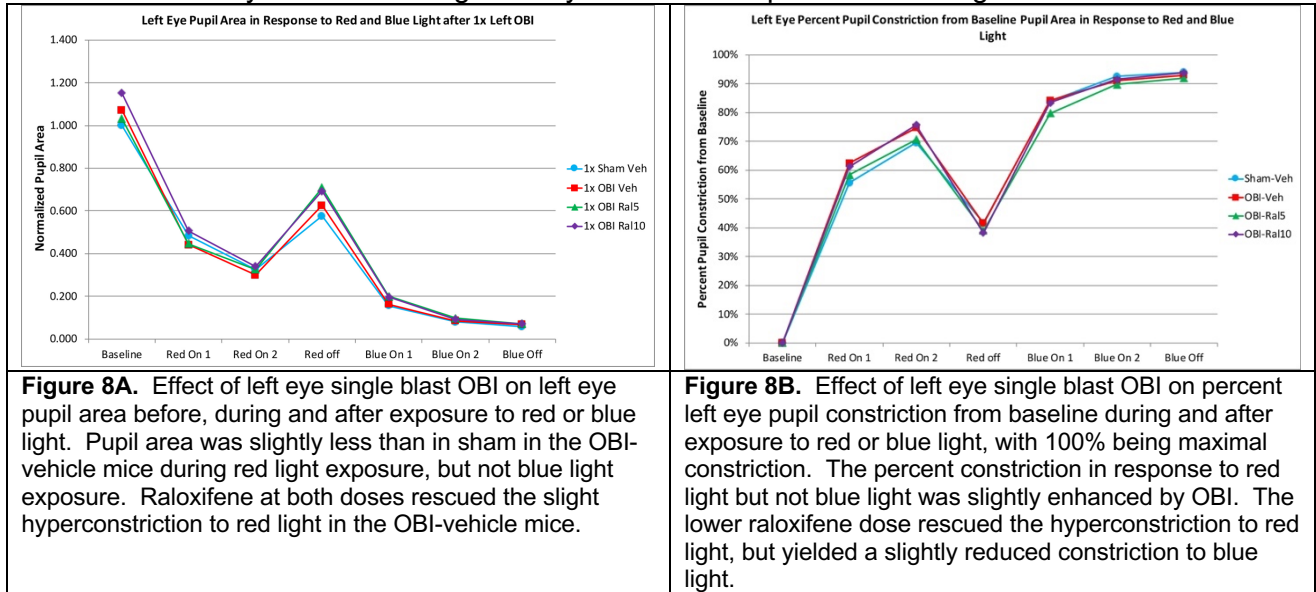 Left Eye Pupil Area in Response to Red and Blue Light after 1x Left OBI
1.400
1.200
1.000
0.800
0.600
0.400
0.200
0.000
Normalized Pupil Area
Baseline Red On 1 Red On 2 Red off Blue On 1 Blue On 2 Blue Off
1x Sham Veh
1x OBI Veh
1x OBI Ral5
1x OBI Ral10
Left Eye Percent Pupil Constriction from Baseline Pupil Area in Response to Red and Blue
Light
100%
90%
80%
70%
60%
50%
40%
30%
20%
10%
0%
Percent Pupil Constriction from Baseline
Baseline Red On 1 Red On 2 Red off Blue On 1 Blue On 2 Blue Off
Sham-Veh
OBI-Veh
OBI-Ral5
OBI-Ral10
Figure 8A. Effect of left eye single blast OBI on left eye
pupil area before, during and after exposure to red or blue
light. Pupil area was slightly less than in sham in the OBI-
vehicle mice during red light exposure, but not blue light
exposure. Raloxifene at both doses rescued the slight
hyperconstriction to red light in the OBI-vehicle mice.
Figure 8B. Effect of left eye single blast OBI on percent
left eye pupil constriction from baseline during and after
exposure to red or blue light, with 100% being maximal
constriction. The percent constriction in response to red
light but not blue light was slightly enhanced by OBI. The
lower raloxifene dose rescued the hyperconstriction to red
light, but yielded a slightly reduced constriction to blue
light.